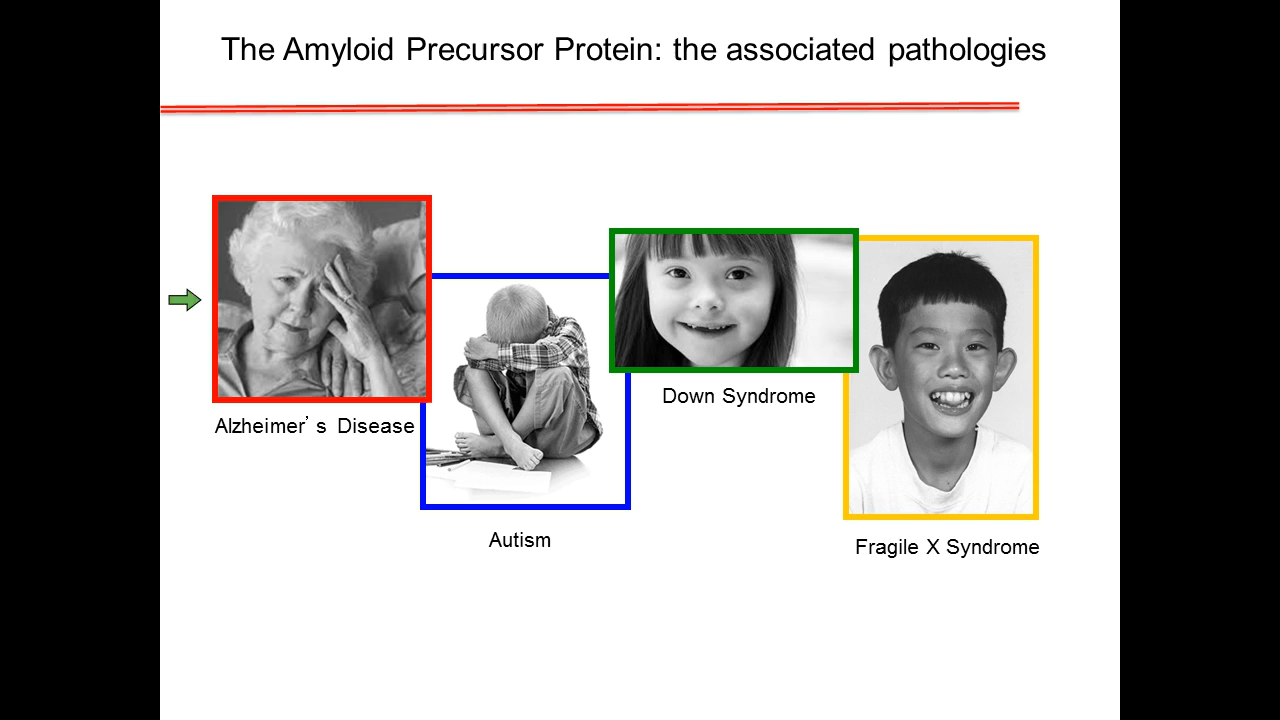 The Amyloid Precursor Protein: the associated pathologies
Alzheimer’s Disease
Autism
Down Syndrome
Fragile X Syndrome